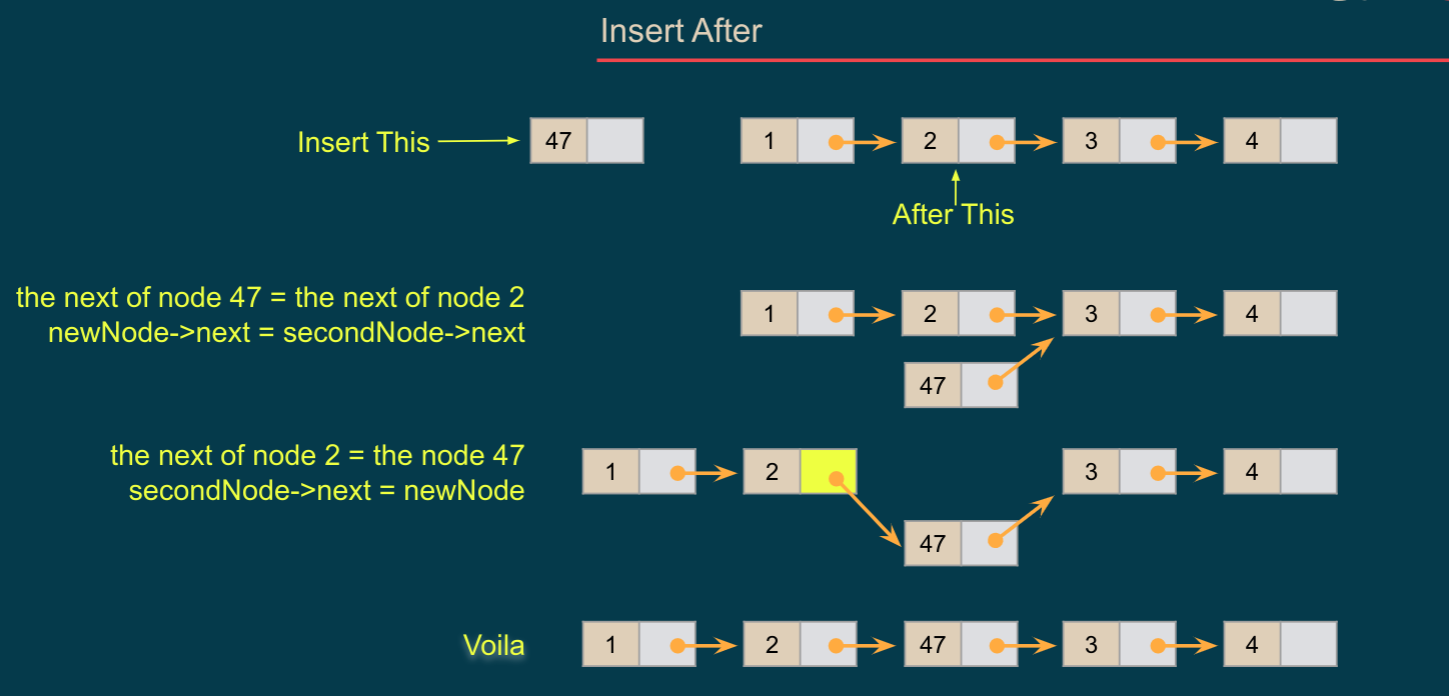 Insert After
Insert This 47 1 2 3 4
After This
the next of node 47 = the next of node 2
newNode->next = secondNode->next
1 2 3 4
47
the next of node 2 = the node 47
secondNode->next = newNode
1 2 3 4
47
Voila 1 2 47 3 4